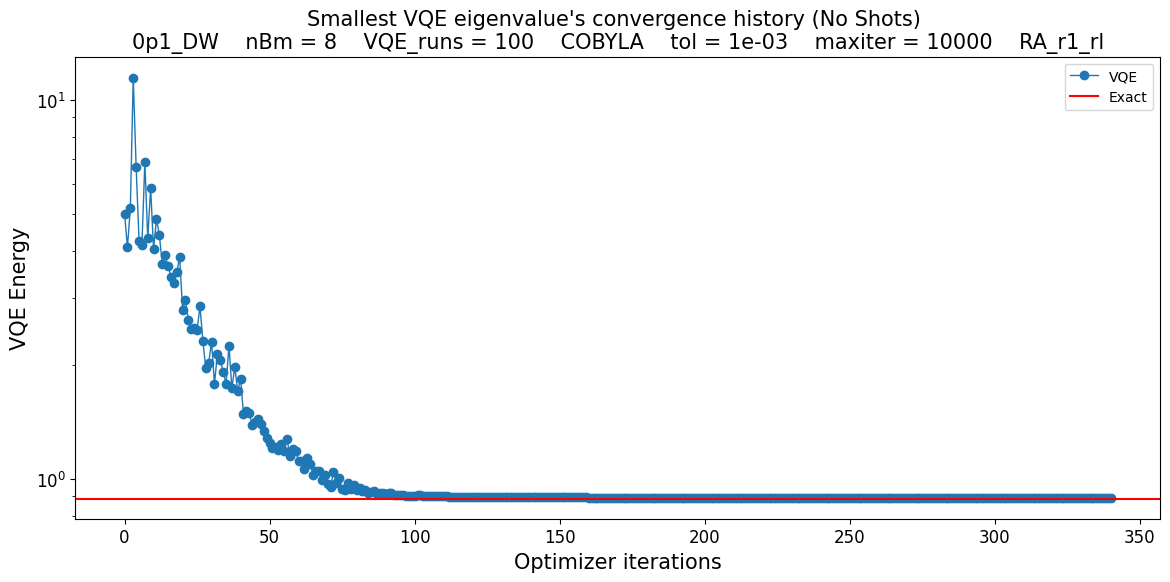 Smallest VQE eigenvalue's convergence history (No Shots)
0p1_DW nBm = 8 VQE_runs = 100 COBYLA tol = 1e-03 maxiter = 10000 RA_r1_rl
VQE
Exact
10¹
10⁰
VQE Energy
0 50 100 150 200 250 300 350
Optimizer iterations